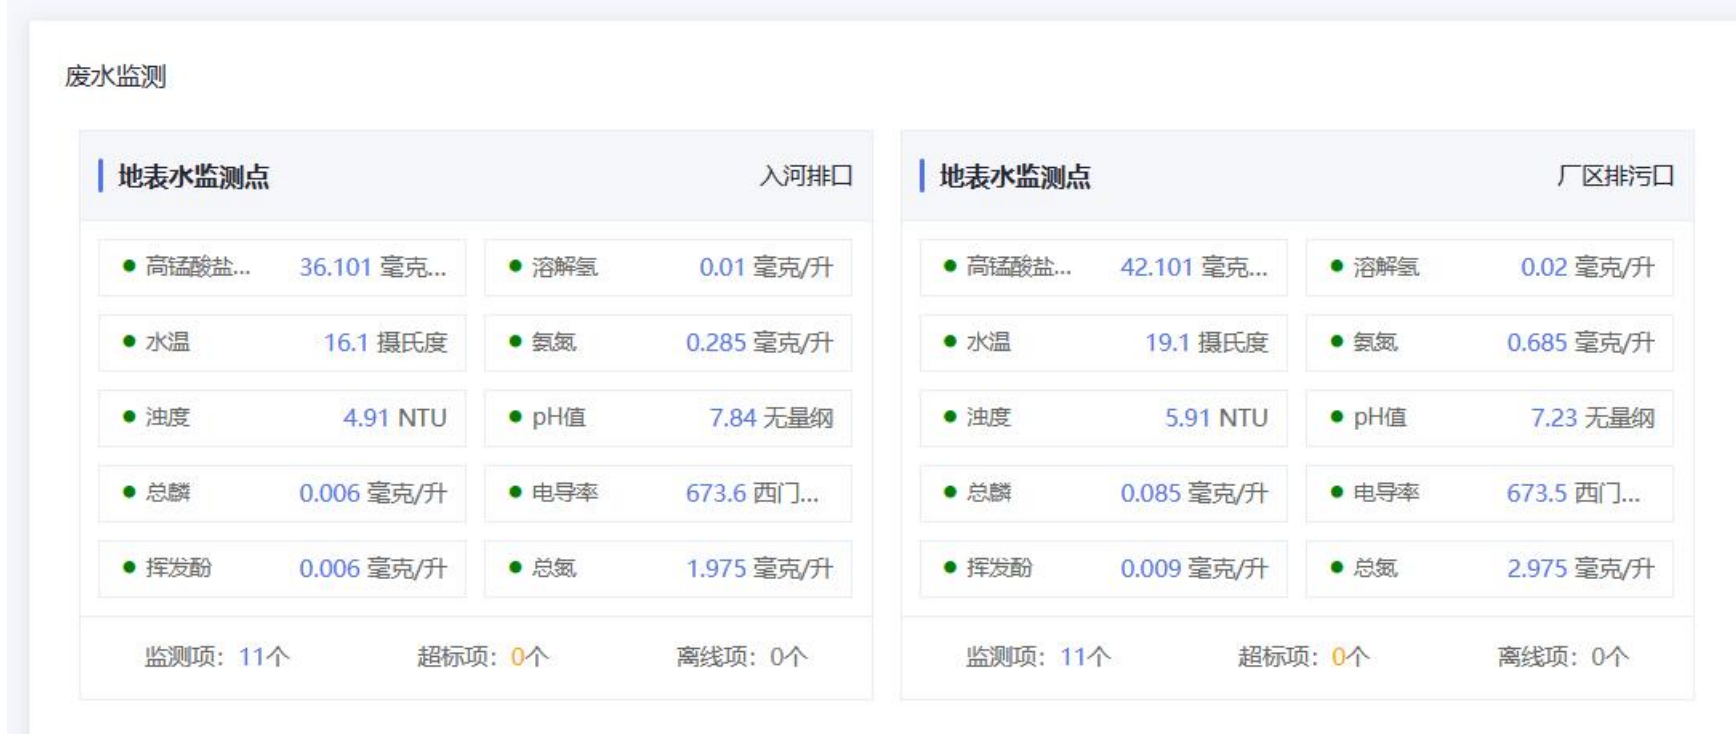 废水监测
地表水监测点 入河排口
高锰酸盐... 36.101 毫克... 溶解氢 0.01 毫克/升
水温 16.1 摄氏度 氨氮 0.285 毫克/升
浊度 4.91 NTU pH值 7.84 无量纲
总麟 0.006 毫克/升 电导率 673.6 西门...
挥发酚 0.006 毫克/升 总氮 1.975 毫克/升
监测项：11个 超标项：0个 离线项：0个
地表水监测点 厂区排污口
高锰酸盐... 42.101 毫克... 溶解氢 0.02 毫克/升
水温 19.1 摄氏度 氨氮 0.685 毫克/升
浊度 5.91 NTU pH值 7.23 无量纲
总麟 0.085 毫克/升 电导率 673.5 西门...
挥发酚 0.009 毫克/升 总氮 2.975 毫克/升
监测项：11个 超标项：0个 离线项：0个